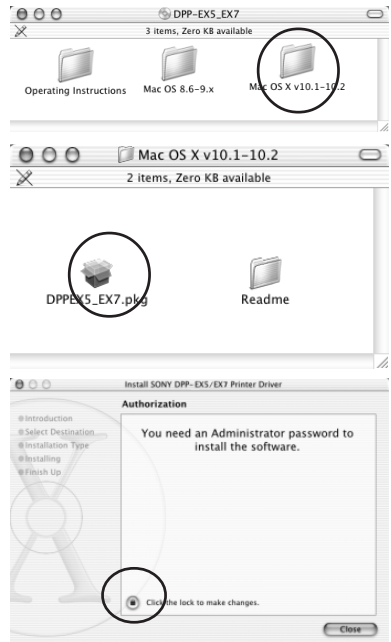 DPP-EX5_EX7
3 items, Zero KB available
Operating Instructions
Mac OS 8.6-9.x
Mac OS X v10.1-10.2
Mac OS X v10.1-10.2
2 items, Zero KB available
DPPEX5_EX7.pkg
Readme
Install SONY DPP-EX5/EX7 Printer Driver
Authorization
Introduction
Select Destination
Installation Type
Installing
Finish Up
You need an Administrator password to
install the software.
Click the lock to make changes.
Close